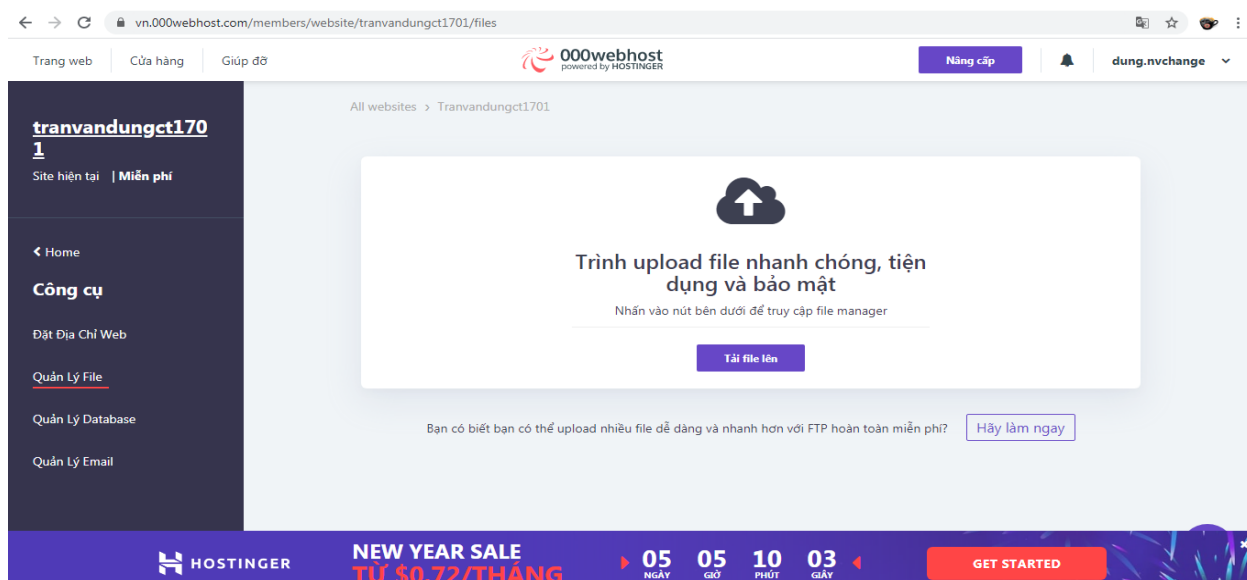 vn.000webhost.com/members/website/tranvandungct1701/files
Trang web
Cửa hàng
Giúp đỡ
000webhost
powered by HOSTINGER
Nâng cấp
dung.nvchange
tranvandungct170
1
Site hiện tại | Miễn phí
Home
Công cụ
Đặt Địa Chỉ Web
Quản Lý File
Quản Lý Database
Quản Lý Email
All websites > Tranvandungct1701
Trình upload file nhanh chóng, tiện
dụng và bảo mật
Nhấn vào nút bên dưới để truy cập file manager
Tải file lên
Bạn có biết bạn có thể upload nhiều file dễ dàng và nhanh hơn với FTP hoàn toàn miễn phí?
Hãy làm ngay
HOSTINGER
NEW YEAR SALE
TỪ $0.72/THÁNG
05 05 10 03
NGÀY GIỜ PHÚT GIÂY
GET STARTED